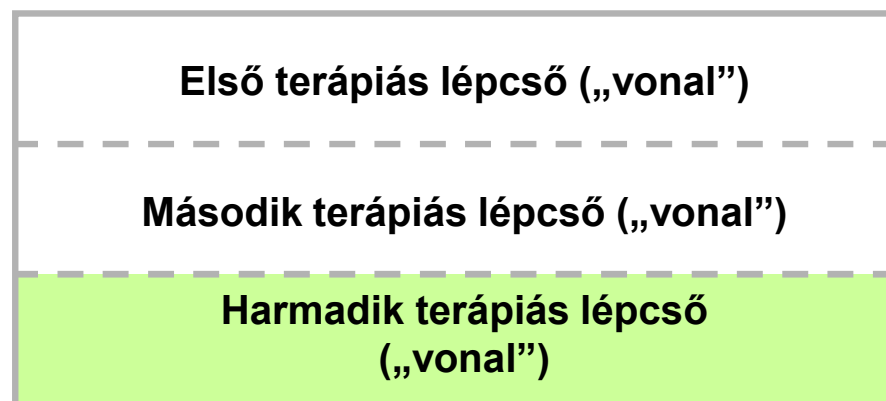 Első terápiás lépcső („vonal”)
Második terápiás lépcső („vonal”)
Harmadik terápiás lépcső
(„vonal”)